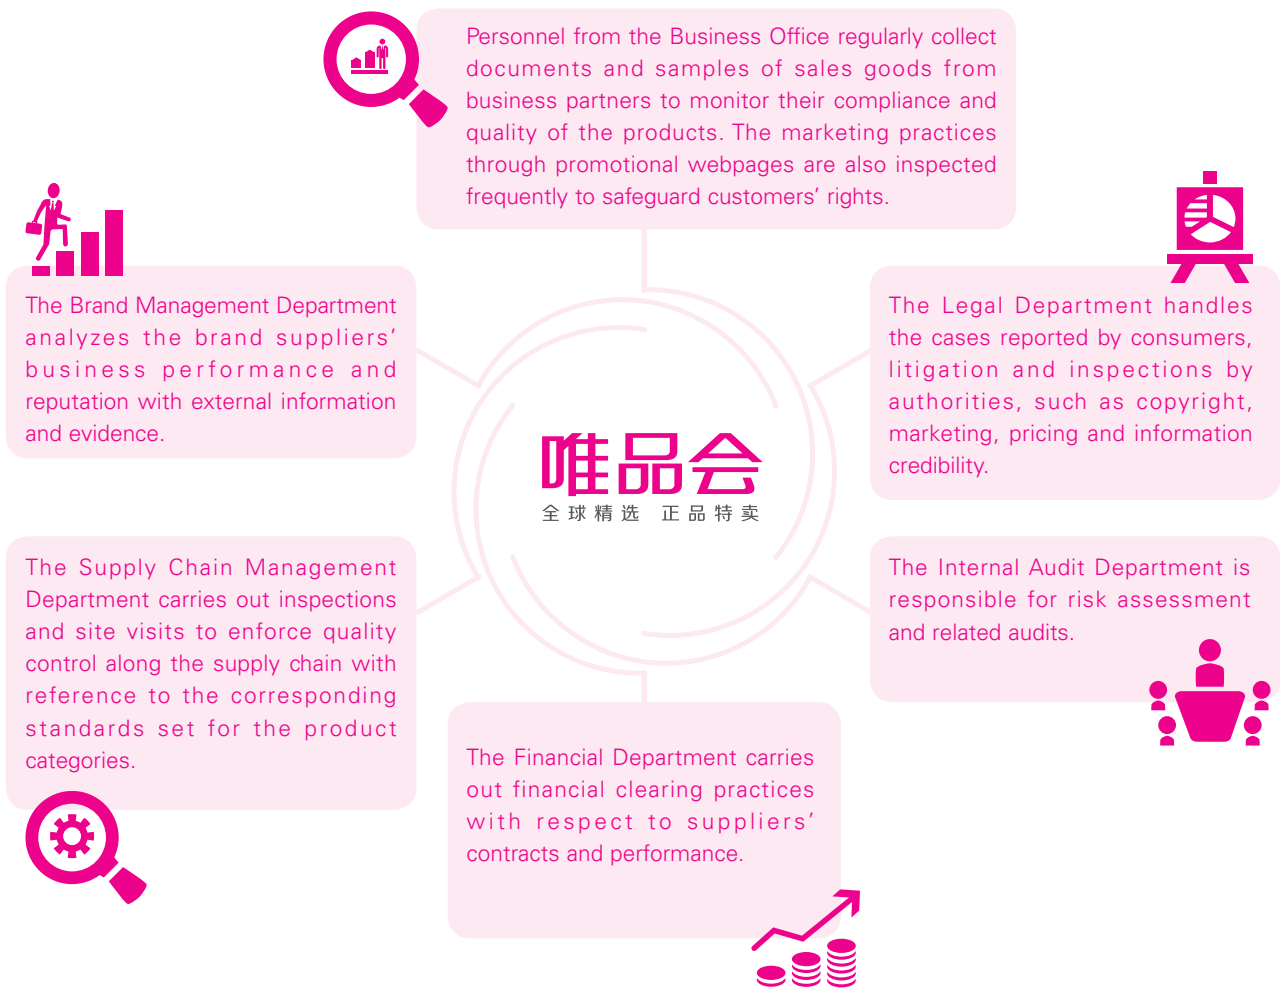 Personnel from the Business Office regularly collect
documents and samples of sales goods from
business partners to monitor their compliance and
quality of the products. The marketing practices
through promotional webpages are also inspected
frequently to safeguard customers’ rights.
The Brand Management Department
analyzes the brand suppliers’
business performance and
reputation with external information
and evidence.
The Legal Department handles
the cases reported by consumers,
litigation and inspections by
authorities, such as copyright,
marketing, pricing and information
credibility.
唯品会
全球精选 正品特卖
The Supply Chain Management
Department carries out inspections
and site visits to enforce quality
control along the supply chain with
reference to the corresponding
standards set for the product
categories.
The Internal Audit Department is
responsible for risk assessment
and related audits.
The Financial Department carries
out financial clearing practices
with respect to suppliers’
contracts and performance.